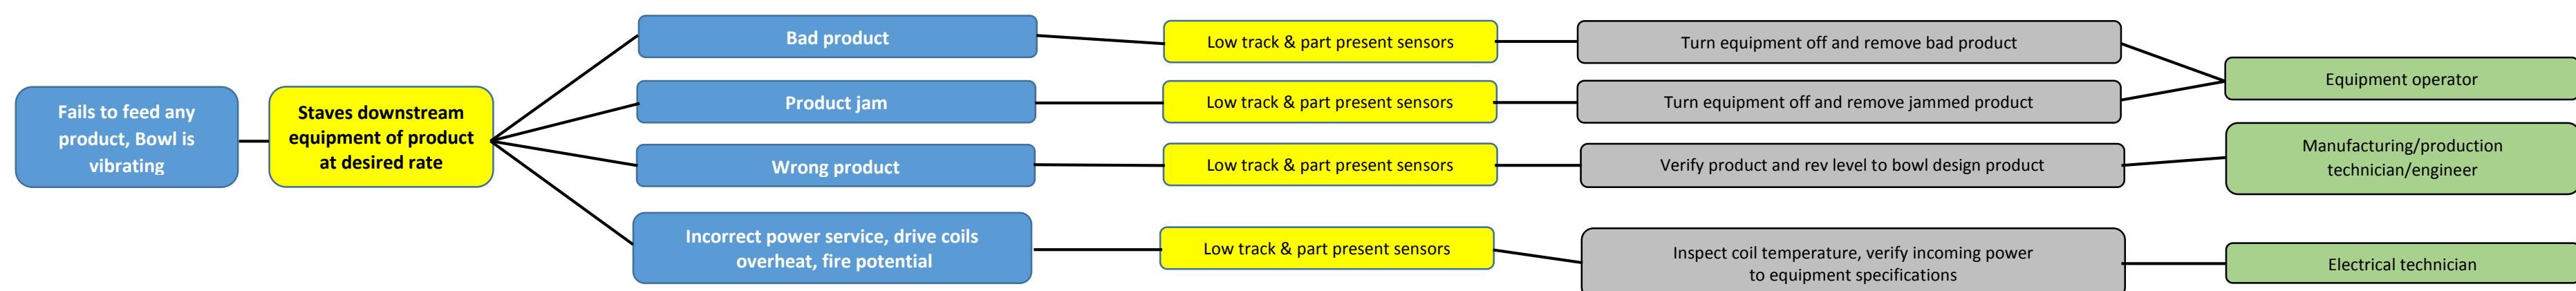 Fails to feed any
product, Bowl is
vibrating
Staves downstream
equipment of product
at desired rate
Bad product
Low track & part present sensors
Turn equipment off and remove bad product
Equipment operator
Product jam
Low track & part present sensors
Turn equipment off and remove jammed product
Wrong product
Low track & part present sensors
Verify product and rev level to bowl design product
Manufacturing/production
technician/engineer
Incorrect power service, drive coils
overheat, fire potential
Low track & part present sensors
Inspect coil temperature, verify incoming power
to equipment specifications
Electrical technician